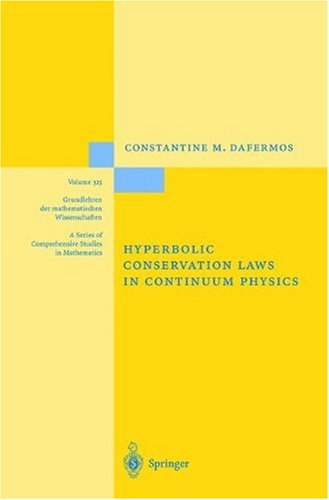 CONSTANTINE M. DAFERMOS
Volume 325
Grundlehren
der mathematischen
Wissenschaften
A Series of
Comprehensive Studies
in Mathematics
HYPERBOLIC
CONSERVATION LAWS
IN CONTINUUM PHYSICS
Springer